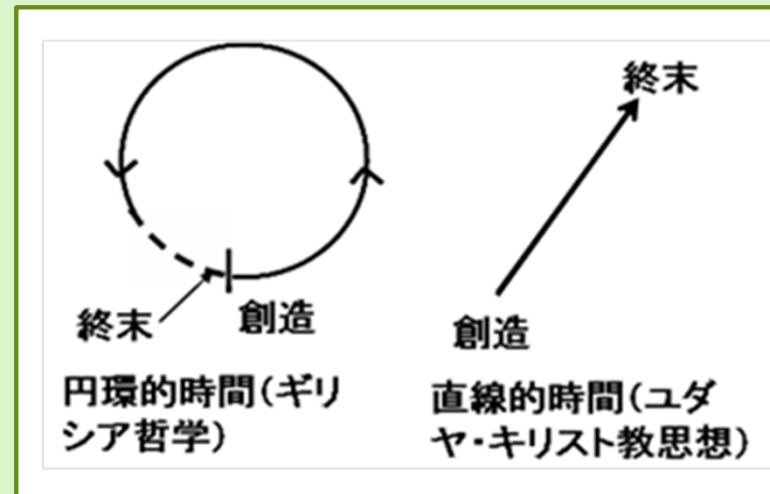 終末
創造
円環的時間(ギリ
シア哲学)
終末
創造
直線的時間(ユダ
ヤ・キリスト教思想)